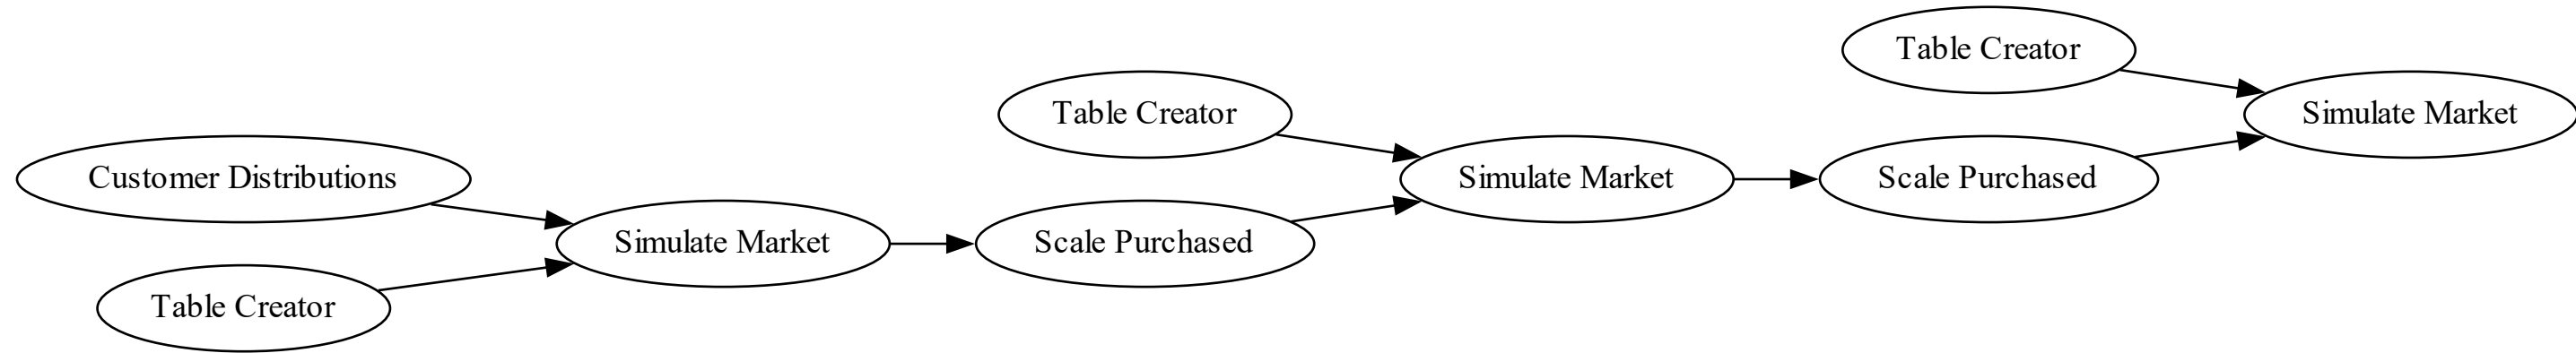 Customer Distributions
Table Creator
Simulate Market
Table Creator
Scale Purchased
Simulate Market
Table Creator
Scale Purchased
Simulate Market